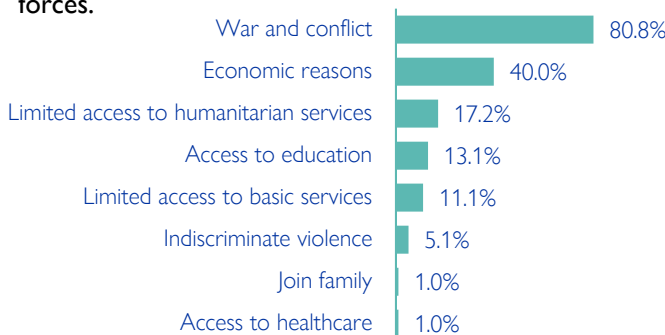 forces.
War and conflict 80.8%
Economic reasons 40.0%
Limited access to humanitarian services 17.2%
Access to education 13.1%
Limited access to basic services 11.1%
Indiscriminate violence 5.1%
Join family 1.0%
Access to healthcare 1.0%